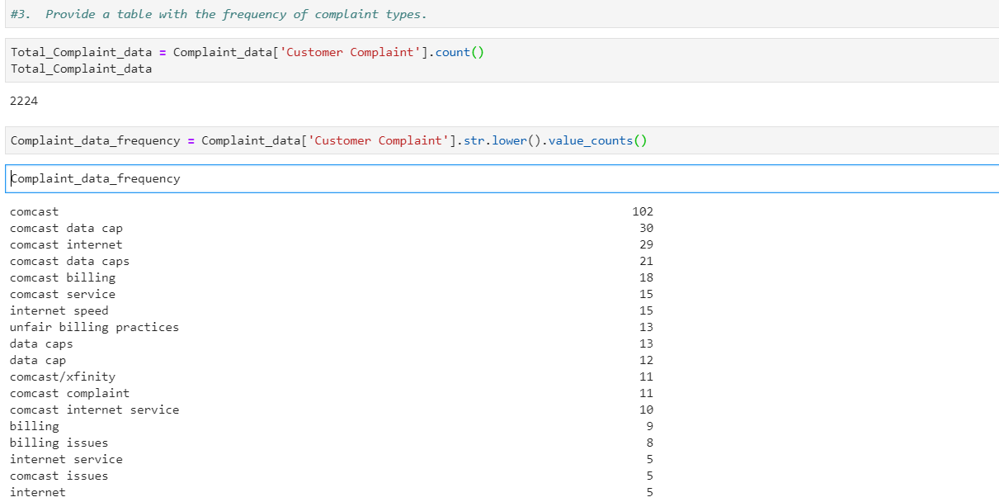 #3.  Provide a table with the frequency of complaint types.
Total_Complaint_data = Complaint_data['Customer Complaint'].count()
Total_Complaint_data
2224
Complaint_data_frequency = Complaint_data['Customer Complaint'].str.lower().value_counts()
Complaint_data_frequency
comcast 102
comcast data cap 30
comcast internet 29
comcast data caps 21
comcast billing 18
comcast service 15
internet speed 15
unfair billing practices 13
data caps 13
data cap 12
comcast/xfinity 11
comcast complaint 11
comcast internet service 10
billing 9
billing issues 8
internet service 5
comcast issues 5
internet 5